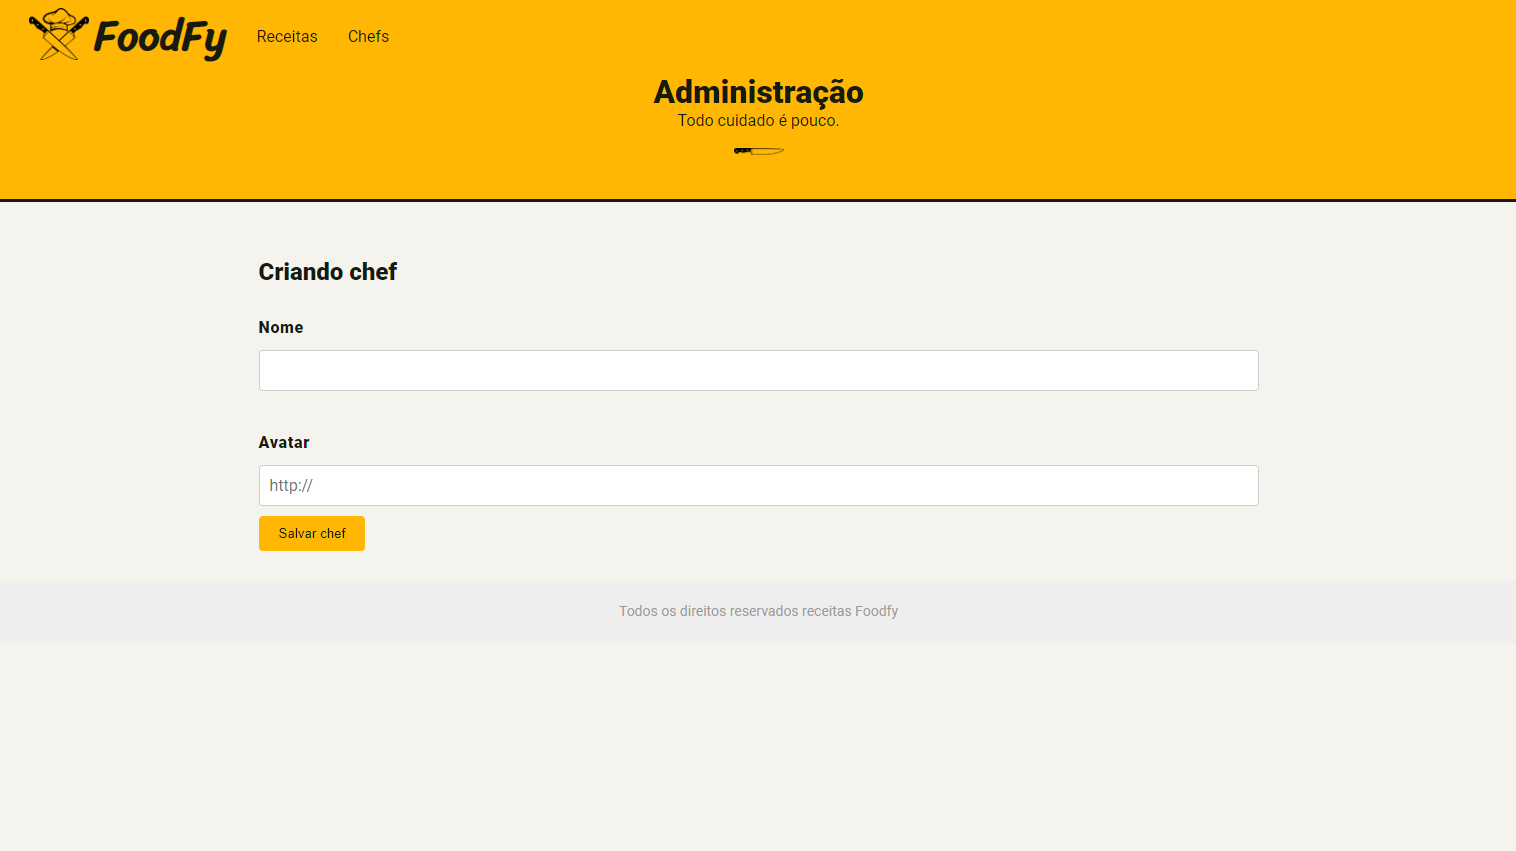 FoodFy
Receitas
Chefs
Administração
Todo cuidado é pouco.
Criando chef
Nome
Avatar
http://
Salvar chef
Todos os direitos reservados receitas Foodfy